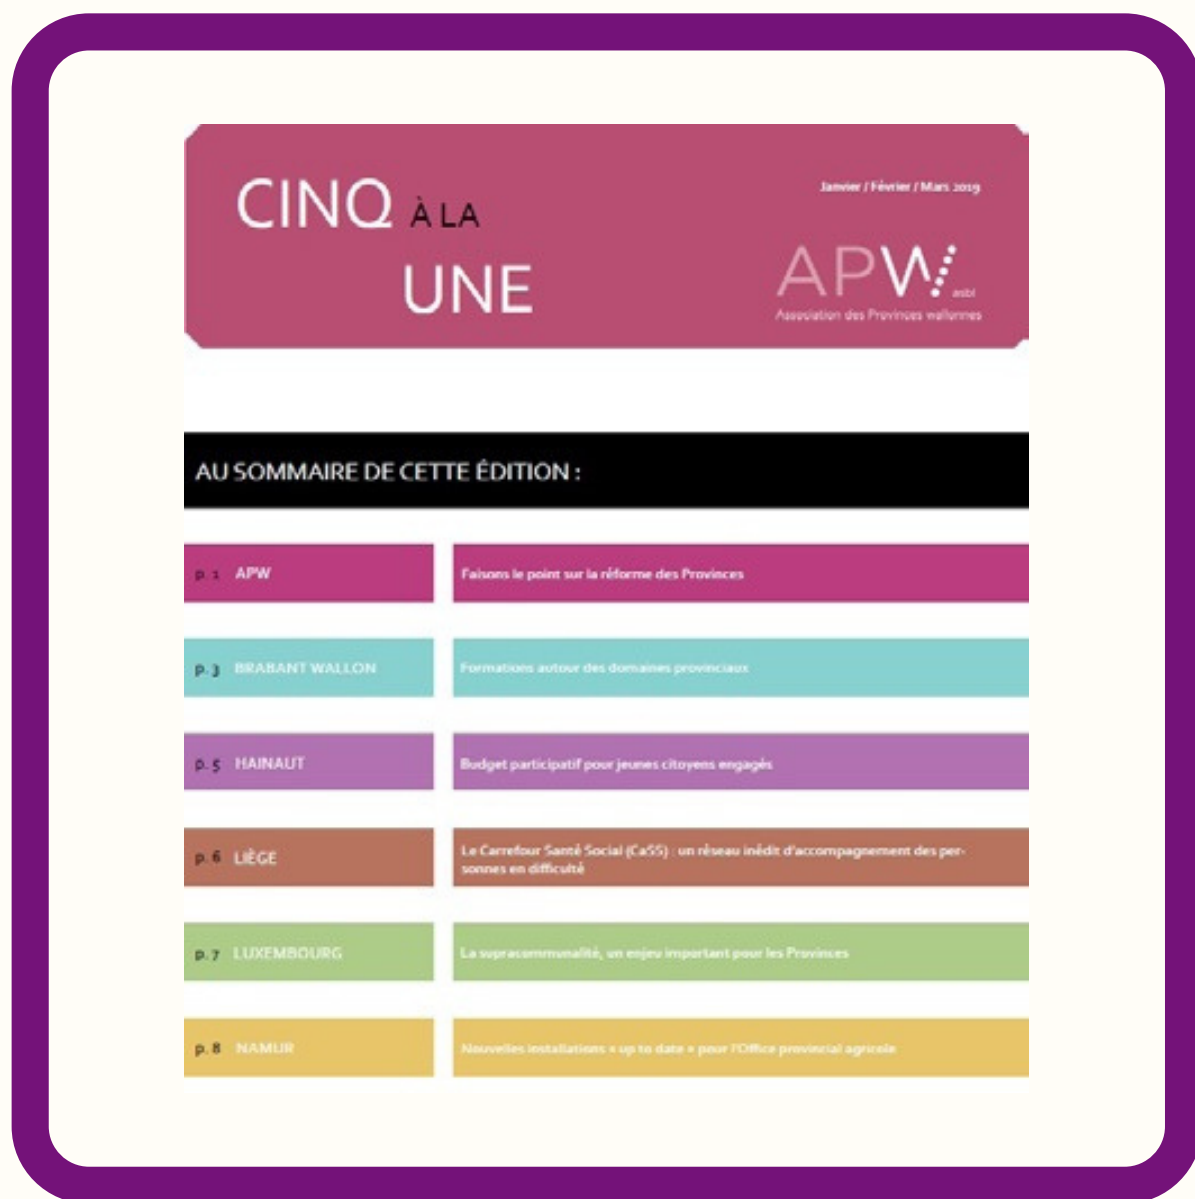 CINQ À LA
UNE
Janvier / Février / Mars 2019
APW asbl
Association des Provinces wallonnes
AU SOMMAIRE DE CETTE ÉDITION :
p. 1 APW
Faisons le point sur la réforme des Provinces
p. 3 BRABANT WALLON
Formations autour des domaines provinciaux
p. 5 HAINAUT
Budget participatif pour jeunes citoyens engagés
p. 6 LIÈGE
Le Carrefour Santé Social (CaSS) : un réseau inédit d'accompagnement des per-
sonnes en difficulté
p. 7 LUXEMBOURG
La supracommunalité, un enjeu important pour les Provinces
p. 8 NAMUR
Nouvelles installations « up to date » pour l'Office provincial agricole